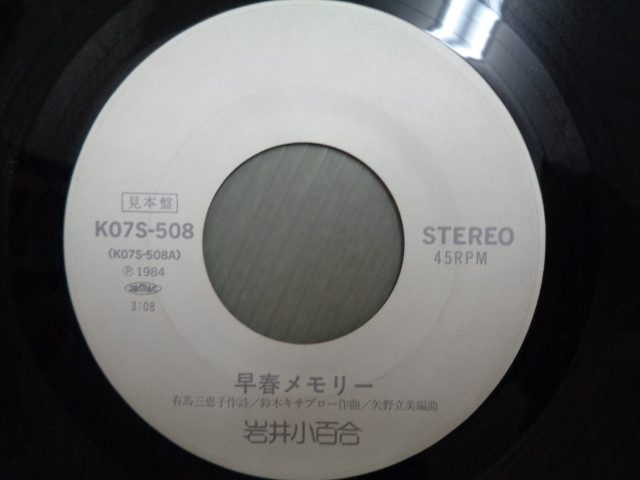 見本盤
K07S-508
(K07S-508A)
Ⓟ 1984
3:08
STEREO
45RPM
早春メモリー
有馬三恵子作詩／鈴木キサブロー作曲／矢野立美編曲
岩井小百合